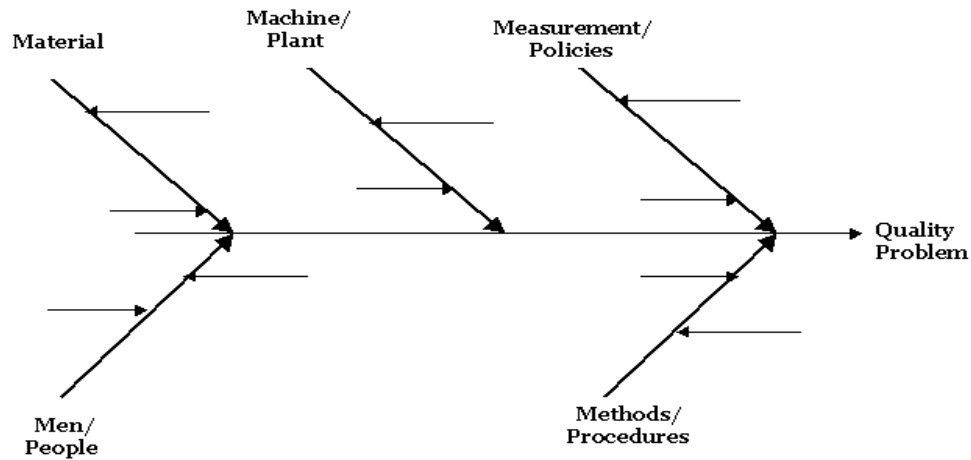 Material
Machine/
Plant
Measurement/
Policies
Quality
Problem
Men/
People
Methods/
Procedures